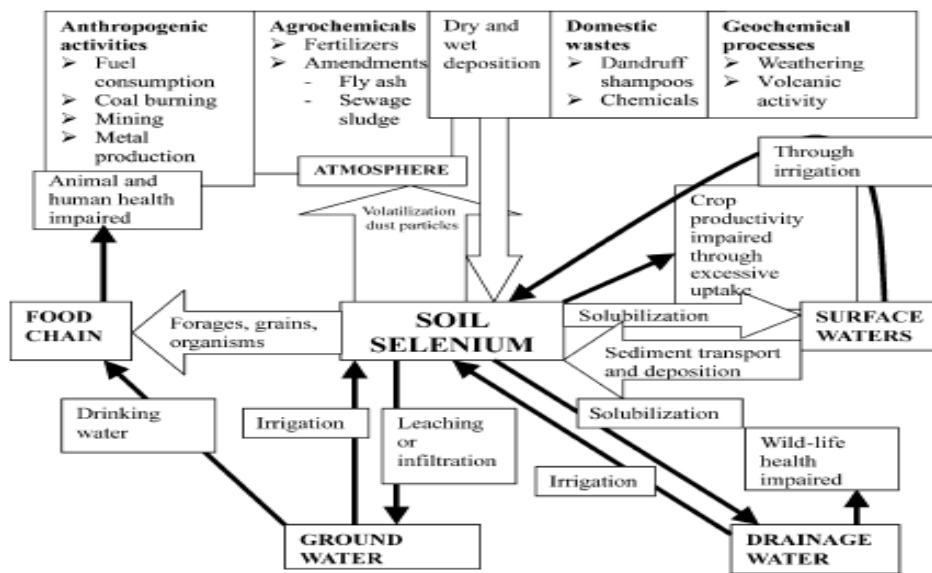 Anthropogenic
activities
➢ Fuel
consumption
➢ Coal burning
➢ Mining
➢ Metal
production
Agrochemicals
➢ Fertilizers
➢ Amendments
- Fly ash
- Sewage
sludge
Dry and
wet
deposition
Domestic
wastes
➢ Dandruff
shampoos
➢ Chemicals
Geochemical
processes
➢ Weathering
➢ Volcanic
activity
ATMOSPHERE
Through
irrigation
Animal and
human health
impaired
Volatilization
dust particles
Crop
productivity
impaired
through
excessive
uptake
FOOD
CHAIN
Forages, grains,
organisms
SOIL
SELENIUM
Solubilization
SURFACE
WATERS
Sediment transport
and deposition
Drinking
water
Irrigation
Leaching
or
infiltration
Solubilization
Irrigation
Wild-life
health
impaired
GROUND
WATER
DRAINAGE
WATER